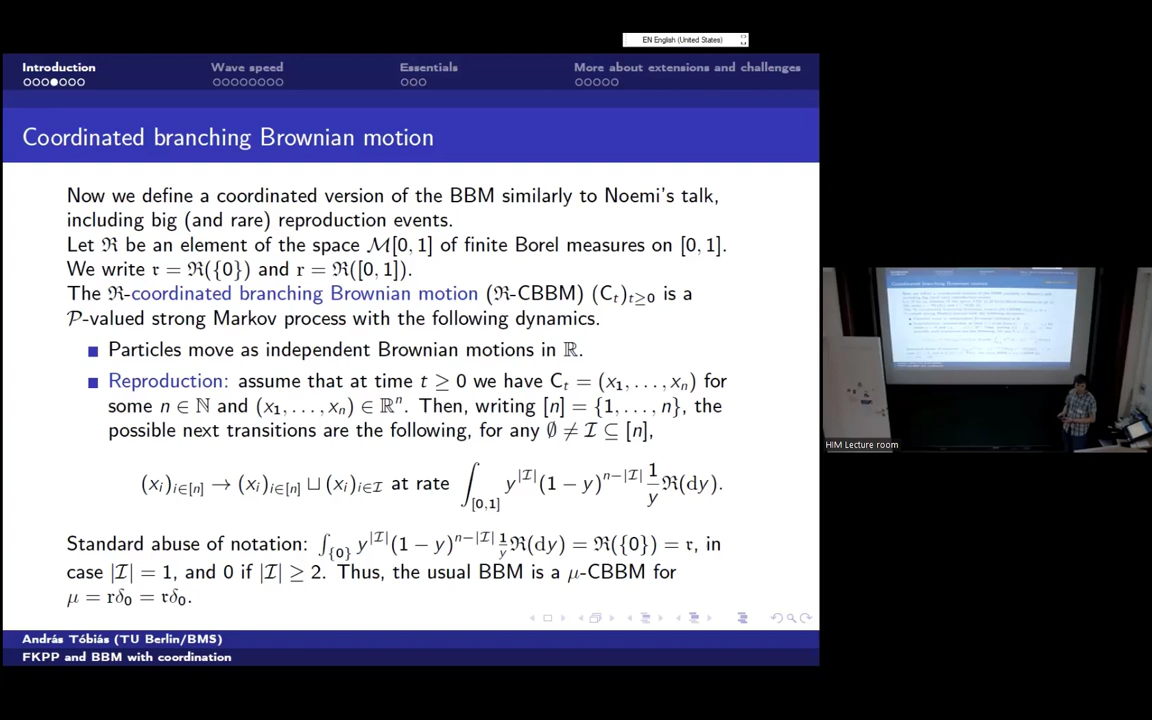 EN English (United States)
Introduction
Wave speed
Essentials
More about extensions and challenges
Coordinated branching Brownian motion
Now we define a coordinated version of the BBM similarly to Noemi's talk,
including big (and rare) reproduction events.
Let ℜ be an element of the space ℳ[0, 1] of finite Borel measures on [0, 1].
We write 𝔯 = ℜ({0}) and r = ℜ([0, 1]).
The ℜ-coordinated branching Brownian motion (ℜ-CBBM) (C_t)_{t≥0} is a
𝒫-valued strong Markov process with the following dynamics.
Particles move as independent Brownian motions in ℝ.
Reproduction: assume that at time t ≥ 0 we have C_t = (x_1, . . . , x_n) for
some n ∈ ℕ and (x_1, . . . , x_n) ∈ ℝ^n. Then, writing [n] = {1, . . . , n}, the
possible next transitions are the following, for any ∅ ≠ ℐ ⊆ [n],
(x_i)_{i∈[n]} → (x_i)_{i∈[n]} ⊔ (x_i)_{i∈ℐ} at rate ∫_{[0,1]} y^{|ℐ|}(1 − y)^{n−|ℐ|} 1/y ℜ(dy).
Standard abuse of notation: ∫_{{0}} y^{|ℐ|}(1 − y)^{n−|ℐ|} 1/y ℜ(dy) = ℜ({0}) = 𝔯, in
case |ℐ| = 1, and 0 if |ℐ| ≥ 2. Thus, the usual BBM is a μ-CBBM for
μ = rδ_0 = 𝔯δ_0.
András Tóbiás (TU Berlin/BMS)
FKPP and BBM with coordination
HIM Lecture room